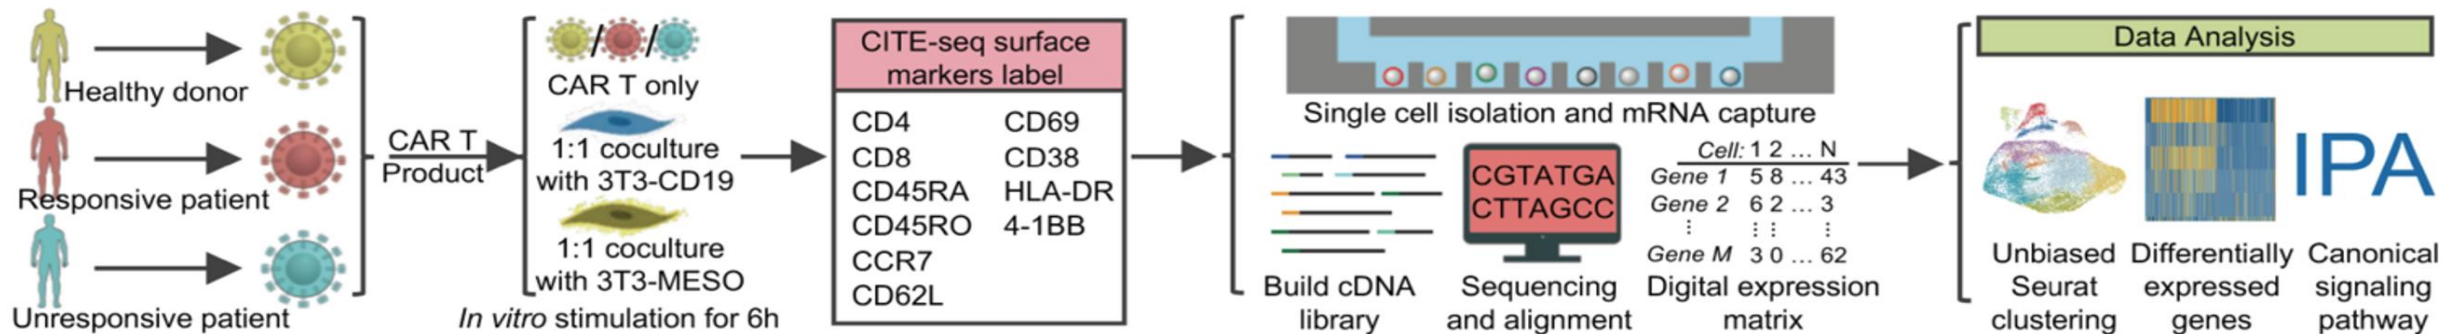 Healthy donor
Responsive patient
Unresponsive patient
CAR T
Product
/ /
CAR T only
1:1 coculture
with 3T3-CD19
1:1 coculture
with 3T3-MESO
In vitro stimulation for 6h
CITE-seq surface
markers label
CD4 CD69
CD8 CD38
CD45RA HLA-DR
CD45RO 4-1BB
CCR7
CD62L
Single cell isolation and mRNA capture
Build cDNA
library
CGTATGA
CTTAGCC
Sequencing
and alignment
Cell: 1 2 ... N
Gene 1 5 8 ... 43
Gene 2 6 2 ... 3
⋮ ⋮ ⋮ ⋮
Gene M 3 0 ... 62
Digital expression
matrix
Data Analysis
Unbiased
Seurat
clustering
Differentially
expressed
genes
IPA
Canonical
signaling
pathway